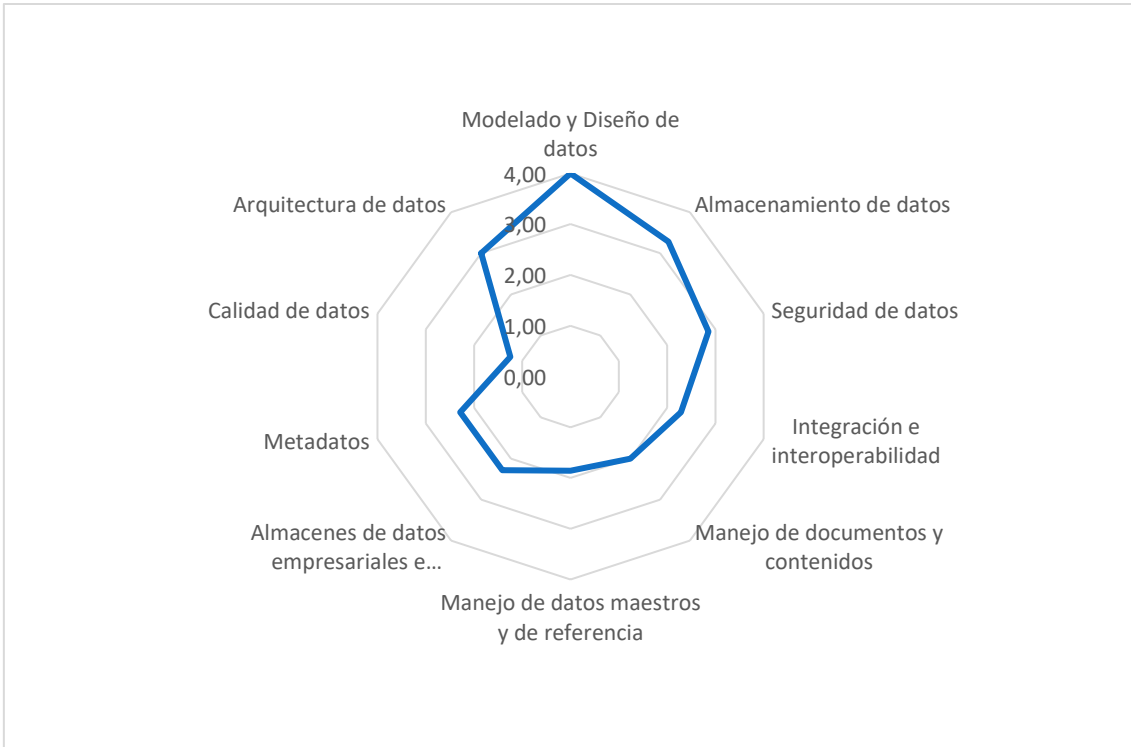 Modelado y Diseño de
datos
4,00
Arquitectura de datos
Almacenamiento de datos
3,00
2,00
Calidad de datos
Seguridad de datos
1,00
0,00
Metadatos
Integración e
interoperabilidad
Almacenes de datos
empresariales e...
Manejo de documentos y
contenidos
Manejo de datos maestros
y de referencia